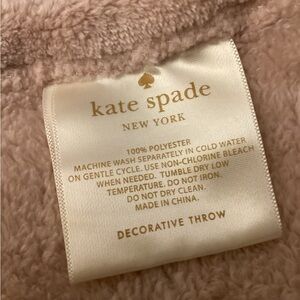 kate spade
NEW YORK
100% POLYESTER
MACHINE WASH SEPARATELY IN COLD WATER
ON GENTLE CYCLE. USE NON-CHLORINE BLEACH
WHEN NEEDED. TUMBLE DRY LOW
TEMPERATURE. DO NOT IRON.
DO NOT DRY CLEAN.
MADE IN CHINA.
DECORATIVE THROW